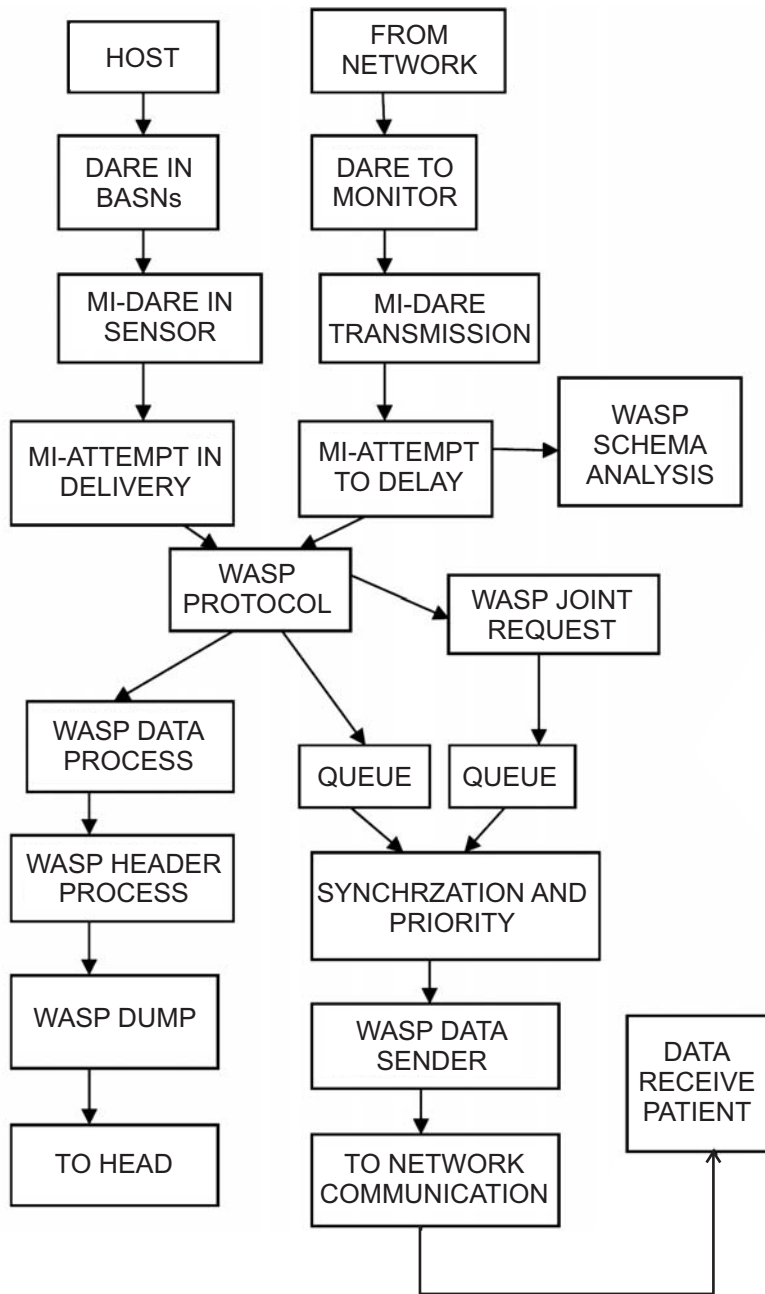 HOST
FROM
NETWORK
DARE IN
BASNs
DARE TO
MONITOR
MI-DARE IN
SENSOR
MI-DARE
TRANSMISSION
MI-ATTEMPT IN
DELIVERY
MI-ATTEMPT
TO DELAY
WASP
SCHEMA
ANALYSIS
WASP
PROTOCOL
WASP JOINT
REQUEST
WASP DATA
PROCESS
QUEUE
QUEUE
WASP HEADER
PROCESS
SYNCHRZATION AND
PRIORITY
WASP DUMP
WASP DATA
SENDER
DATA
RECEIVE
PATIENT
TO HEAD
TO NETWORK
COMMUNICATION